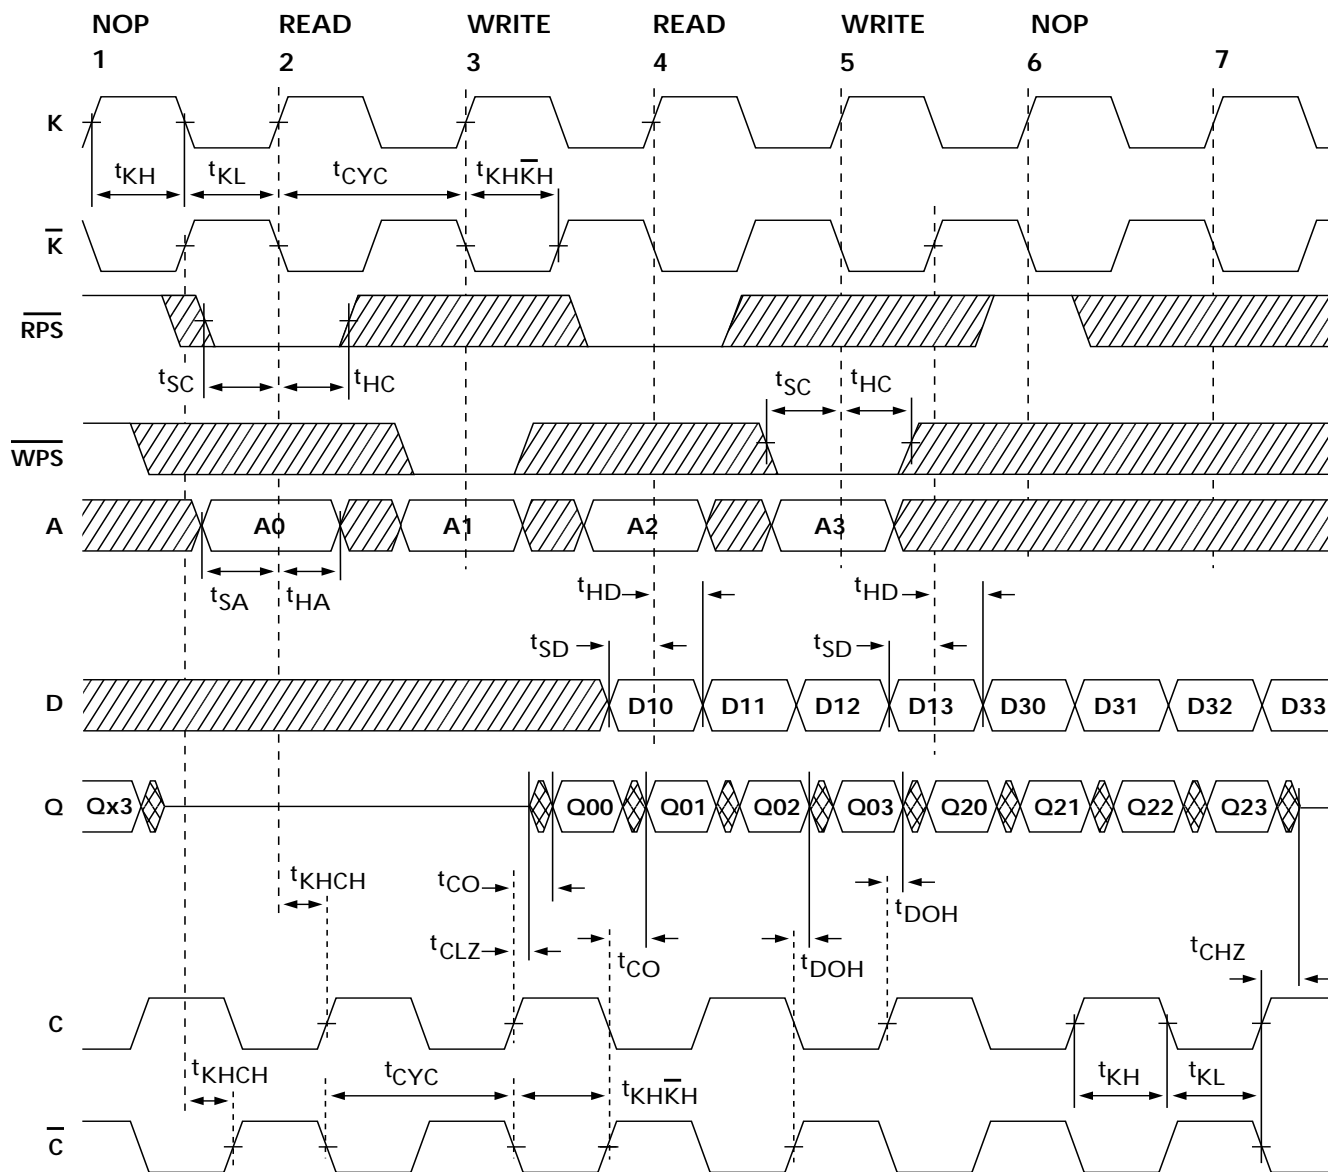 NOP READ WRITE READ WRITE NOP
1 2 3 4 5 6 7
K
tKH tKL tCYC tKHK̅H
K̅
R̅P̅S̅
tSC tHC tSC tHC
W̅P̅S̅
A A0 A1 A2 A3
tSA tHA tHD tHD
tSD tSD
D D10 D11 D12 D13 D30 D31 D32 D33
Q Qx3 Q00 Q01 Q02 Q03 Q20 Q21 Q22 Q23
tKHCH tCO tDOH
tCLZ tCO tDOH tCHZ
C
tKHCH tCYC tKHK̅H tKH tKL
C̅